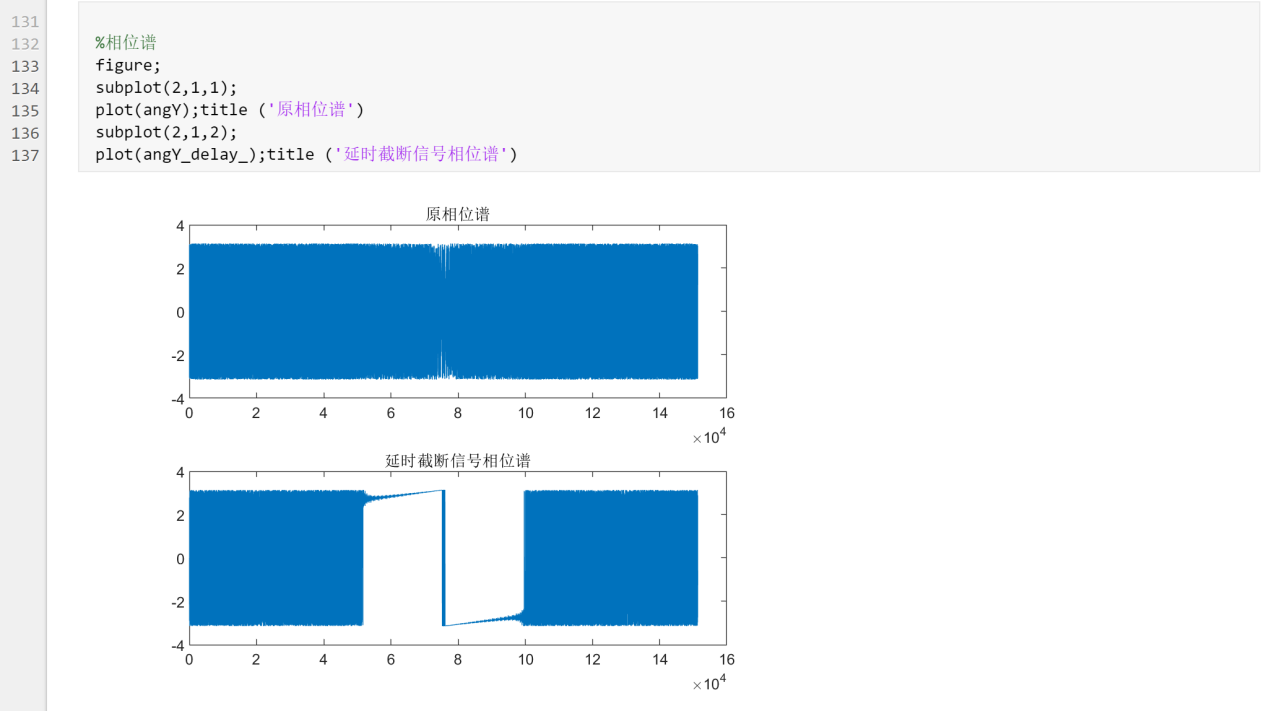 131
132 %相位谱
133 figure;
134 subplot(2,1,1);
135 plot(angY);title ('原相位谱')
136 subplot(2,1,2);
137 plot(angY_delay_);title ('延时截断信号相位谱')
原相位谱
4
2
0
-2
-4
0 2 4 6 8 10 12 14 16
×10⁴
延时截断信号相位谱
4
2
0
-2
-4
0 2 4 6 8 10 12 14 16
×10⁴